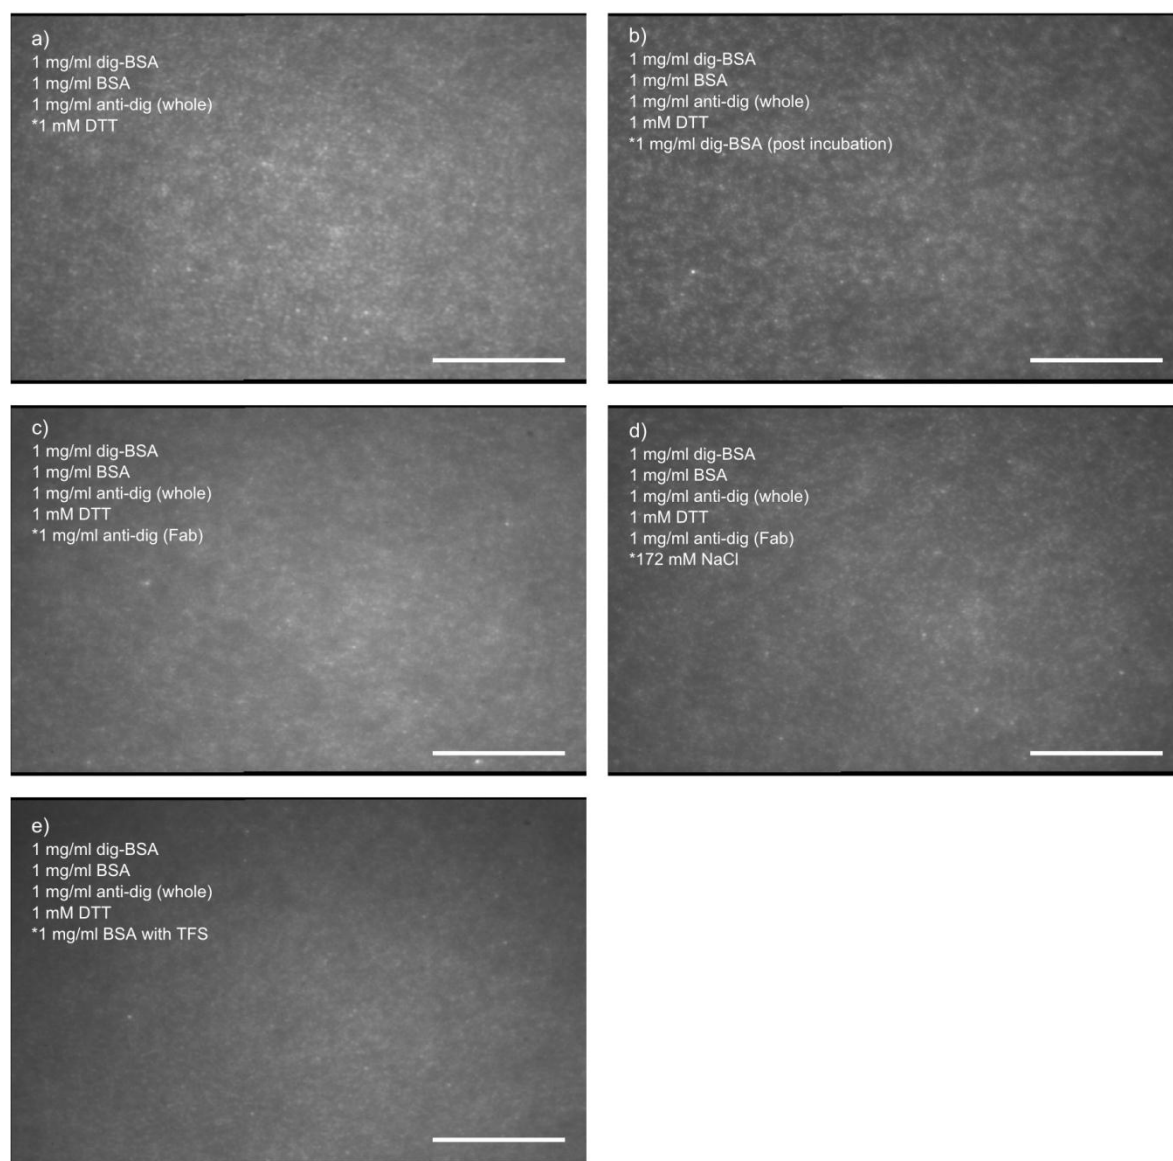 a)
1 mg/ml dig-BSA
1 mg/ml BSA
1 mg/ml anti-dig (whole)
*1 mM DTT
b)
1 mg/ml dig-BSA
1 mg/ml BSA
1 mg/ml anti-dig (whole)
1 mM DTT
*1 mg/ml dig-BSA (post incubation)
c)
1 mg/ml dig-BSA
1 mg/ml BSA
1 mg/ml anti-dig (whole)
1 mM DTT
*1 mg/ml anti-dig (Fab)
d)
1 mg/ml dig-BSA
1 mg/ml BSA
1 mg/ml anti-dig (whole)
1 mM DTT
1 mg/ml anti-dig (Fab)
*172 mM NaCl
e)
1 mg/ml dig-BSA
1 mg/ml BSA
1 mg/ml anti-dig (whole)
1 mM DTT
*1 mg/ml BSA with TFS